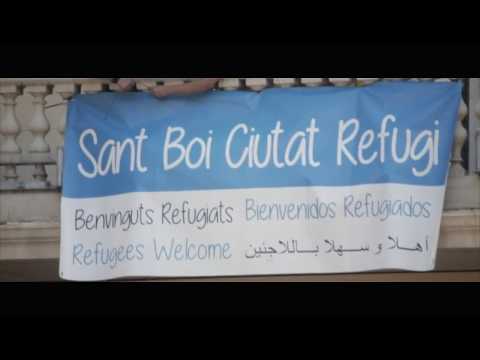 Sant Boi Ciutat Refugi
Benvinguts Refugiats Bienvenidos Refugiados
Refugees Welcome أهلا و سهلا باللاجئين